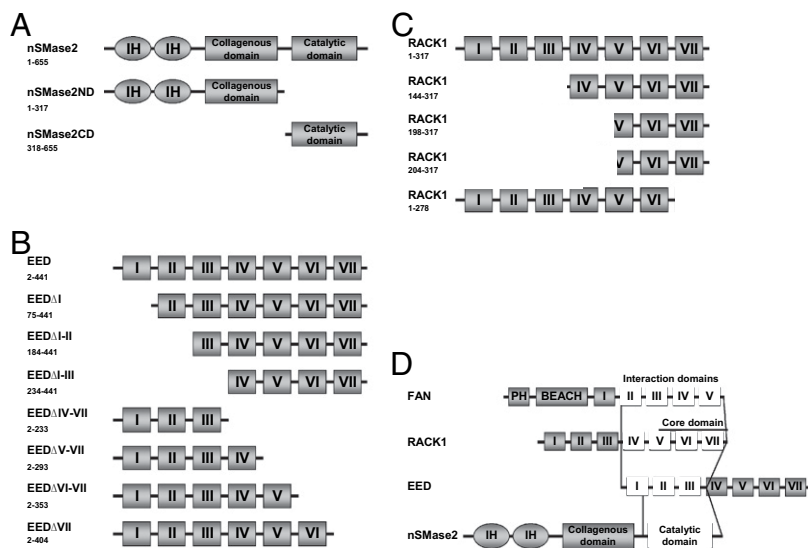 A
nSMase2
1-655
IH IH Collagenous domain Catalytic domain
nSMase2ND
1-317
IH IH Collagenous domain
nSMase2CD
318-655
Catalytic domain
B
EED
2-441
I II III IV V VI VII
EEDΔI
75-441
II III IV V VI VII
EEDΔI-II
184-441
III IV V VI VII
EEDΔI-III
234-441
IV V VI VII
EEDΔIV-VII
2-233
I II III
EEDΔV-VII
2-293
I II III IV
EEDΔVI-VII
2-353
I II III IV V
EEDΔVII
2-404
I II III IV V VI
C
RACK1
1-317
I II III IV V VI VII
RACK1
144-317
IV V VI VII
RACK1
198-317
V VI VII
RACK1
204-317
V VI VII
RACK1
1-278
I II III IV V VI
D
Interaction domains
FAN
PH BEACH I II III IV V
Core domain
RACK1
I II III IV V VI VII
EED
I II III IV V VI VII
nSMase2
IH IH Collagenous domain Catalytic domain